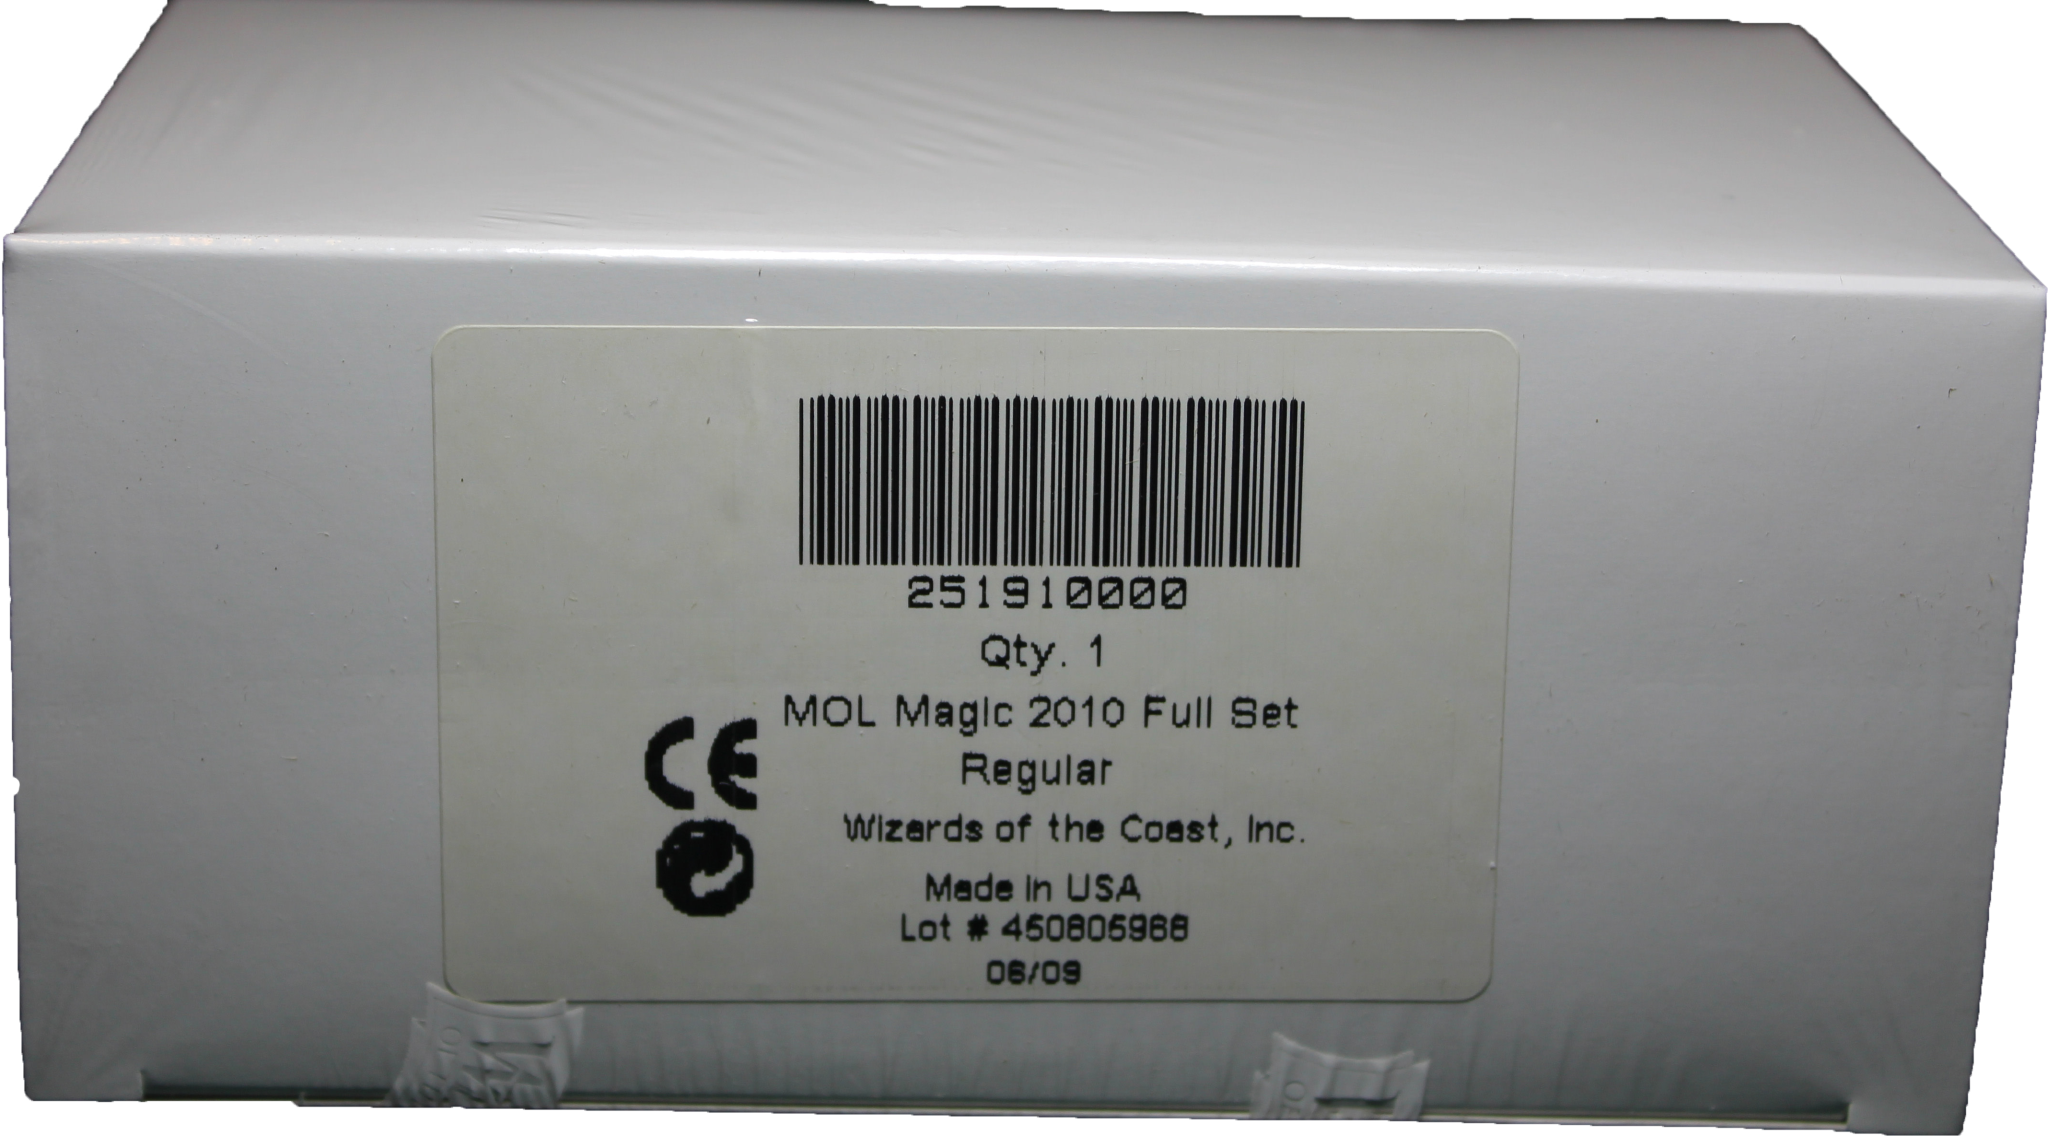 251910000
Qty. 1
MOL Magic 2010 Full Set
Regular
CE
Wizards of the Coast, Inc.
Made in USA
Lot # 450805988
06/09